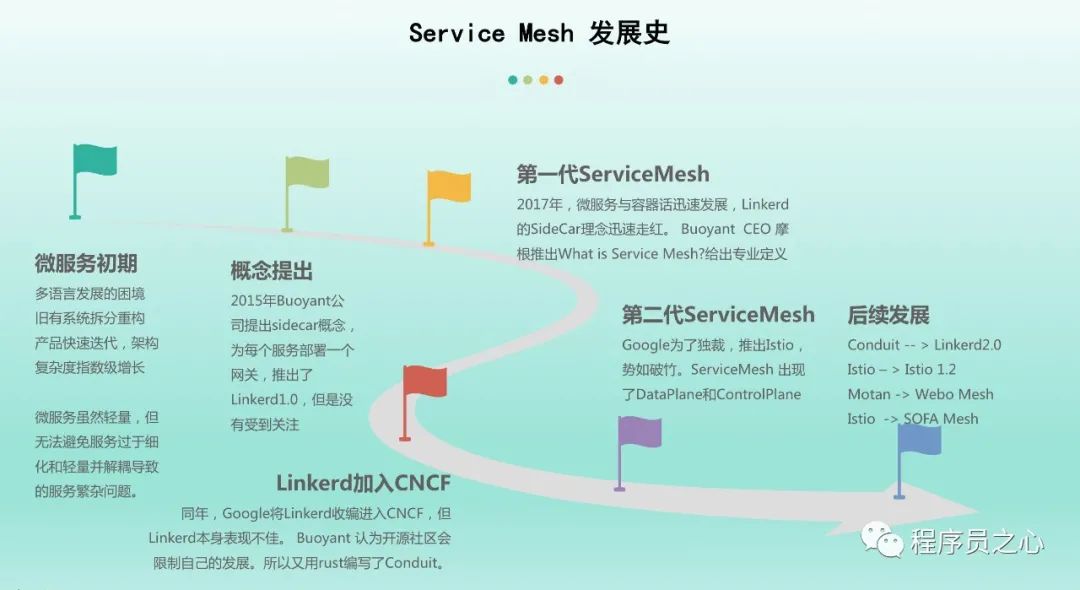 Service Mesh 发展史
微服务初期
多语言发展的困境
旧有系统拆分重构
产品快速迭代，架构
复杂度指数级增长
微服务虽然轻量，但
无法避免服务过于细
化和轻量并解耦导致
的服务繁杂问题。
概念提出
2015年Buoyant公
司提出sidecar概念，
为每个服务部署一个
网关，推出了
Linkerd1.0，但是没
有受到关注
第一代ServiceMesh
2017年，微服务与容器话迅速发展，Linkerd
的SideCar理念迅速走红。 Buoyant CEO 摩
根推出What is Service Mesh?给出专业定义
Linkerd加入CNCF
同年，Google将Linkerd收编进入CNCF，但
Linkerd本身表现不佳。 Buoyant 认为开源社区会
限制自己的发展。所以又用rust编写了Conduit。
第二代ServiceMesh
Google为了独裁，推出Istio，
势如破竹。ServiceMesh 出现
了DataPlane和ControlPlane
后续发展
Conduit -- > Linkerd2.0
Istio – > Istio 1.2
Motan -> Webo Mesh
Istio -> SOFA Mesh
程序员之心